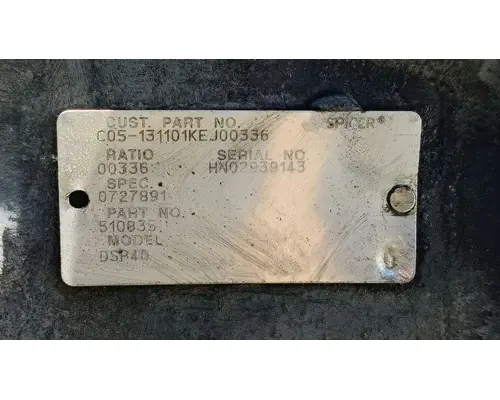 CUST. PART NO. SPICER®
C05-131101KEJ00336
RATIO SERIAL NO
00336 HN02939143
SPEC.
0727891
PART NO.
510835
MODEL
DSP40